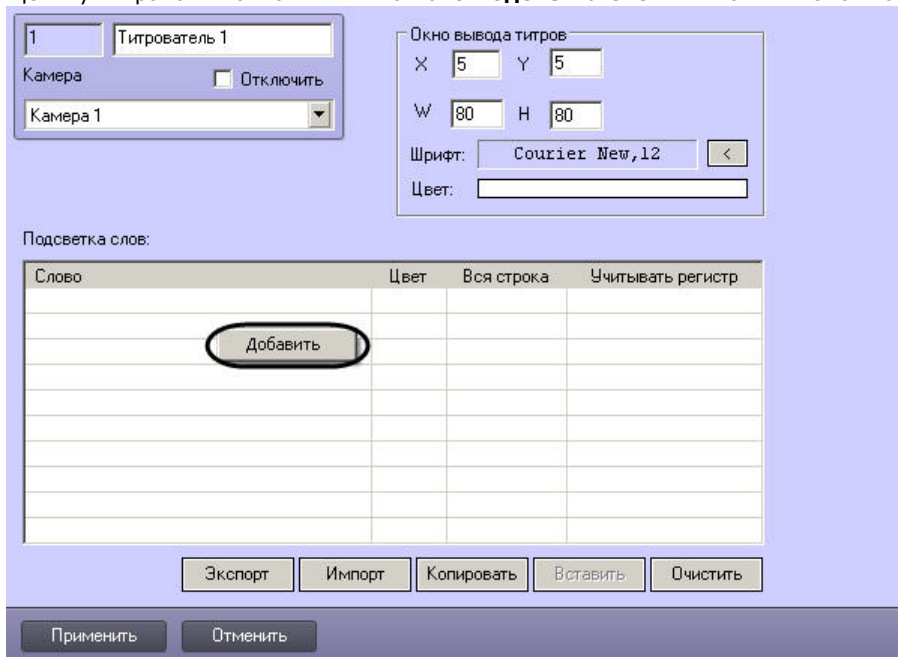 1 Титрователь 1
Камера Отключить
Камера 1
Окно вывода титров
X 5 Y 5
W 80 H 80
Шрифт: Courier New,12 <
Цвет:
Подсветка слов:
Слово Цвет Вся строка Учитывать регистр
Добавить
Экспорт Импорт Копировать Вставить Очистить
Применить Отменить